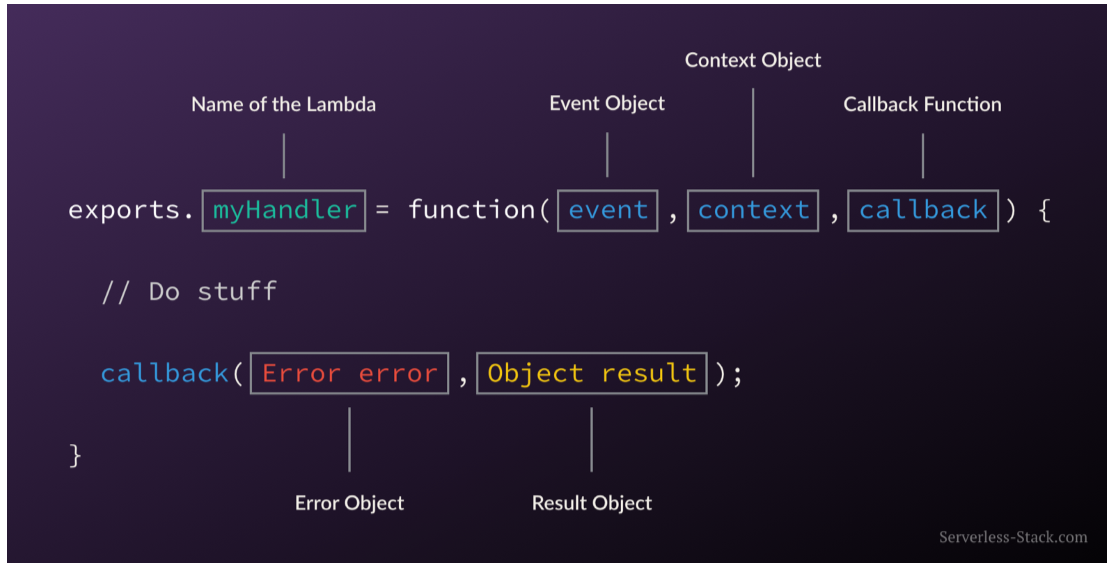 Context Object
Name of the Lambda Event Object Callback Function
exports. myHandler = function( event , context , callback ) {
// Do stuff
callback( Error error , Object result );
}
Error Object Result Object
Serverless-Stack.com